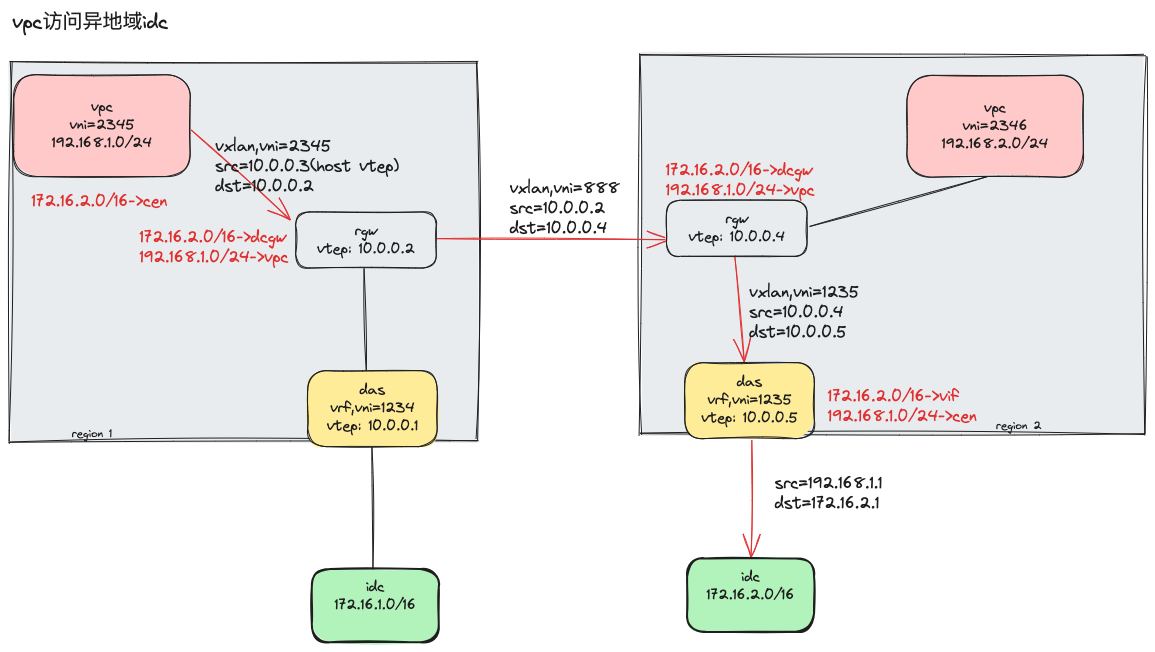 vpc访问异地域idc
vpc
vni=2345
192.168.1.0/24
172.16.2.0/16->cen
vxlan,vni=2345
src=10.0.0.3(host vtep)
dst=10.0.0.2
172.16.2.0/16->dcgw
192.168.1.0/24->vpc
rgw
vtep: 10.0.0.2
das
vrf,vni=1234
vtep: 10.0.0.1
region 1
idc
172.16.1.0/16
vxlan,vni=888
src=10.0.0.2
dst=10.0.0.4
vpc
vni=2346
192.168.2.0/24
172.16.2.0/16->dcgw
192.168.1.0/24->vpc
rgw
vtep: 10.0.0.4
vxlan,vni=1235
src=10.0.0.4
dst=10.0.0.5
das
vrf,vni=1235
vtep: 10.0.0.5
172.16.2.0/16->vif
192.168.1.0/24->cen
region 2
src=192.168.1.1
dst=172.16.2.1
idc
172.16.2.0/16